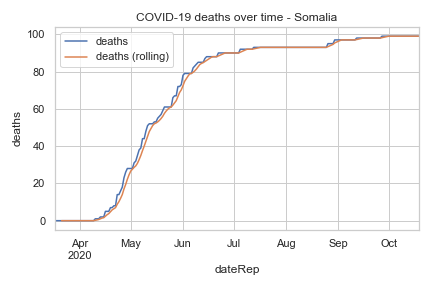 COVID-19 deaths over time - Somalia
deaths
deaths (rolling)
100
80
60
40
20
0
deaths
Apr
2020
May
Jun
Jul
Aug
Sep
Oct
dateRep